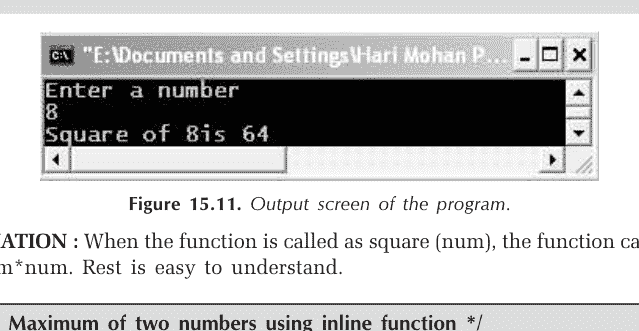 "E:\Documents and Settings\Hari Mohan P...
Enter a number
8
Square of 8is 64
Figure 15.11. Output screen of the program.
NATION : When the function is called as square (num), the function ca
m*num. Rest is easy to understand.
Maximum of two numbers using inline function */